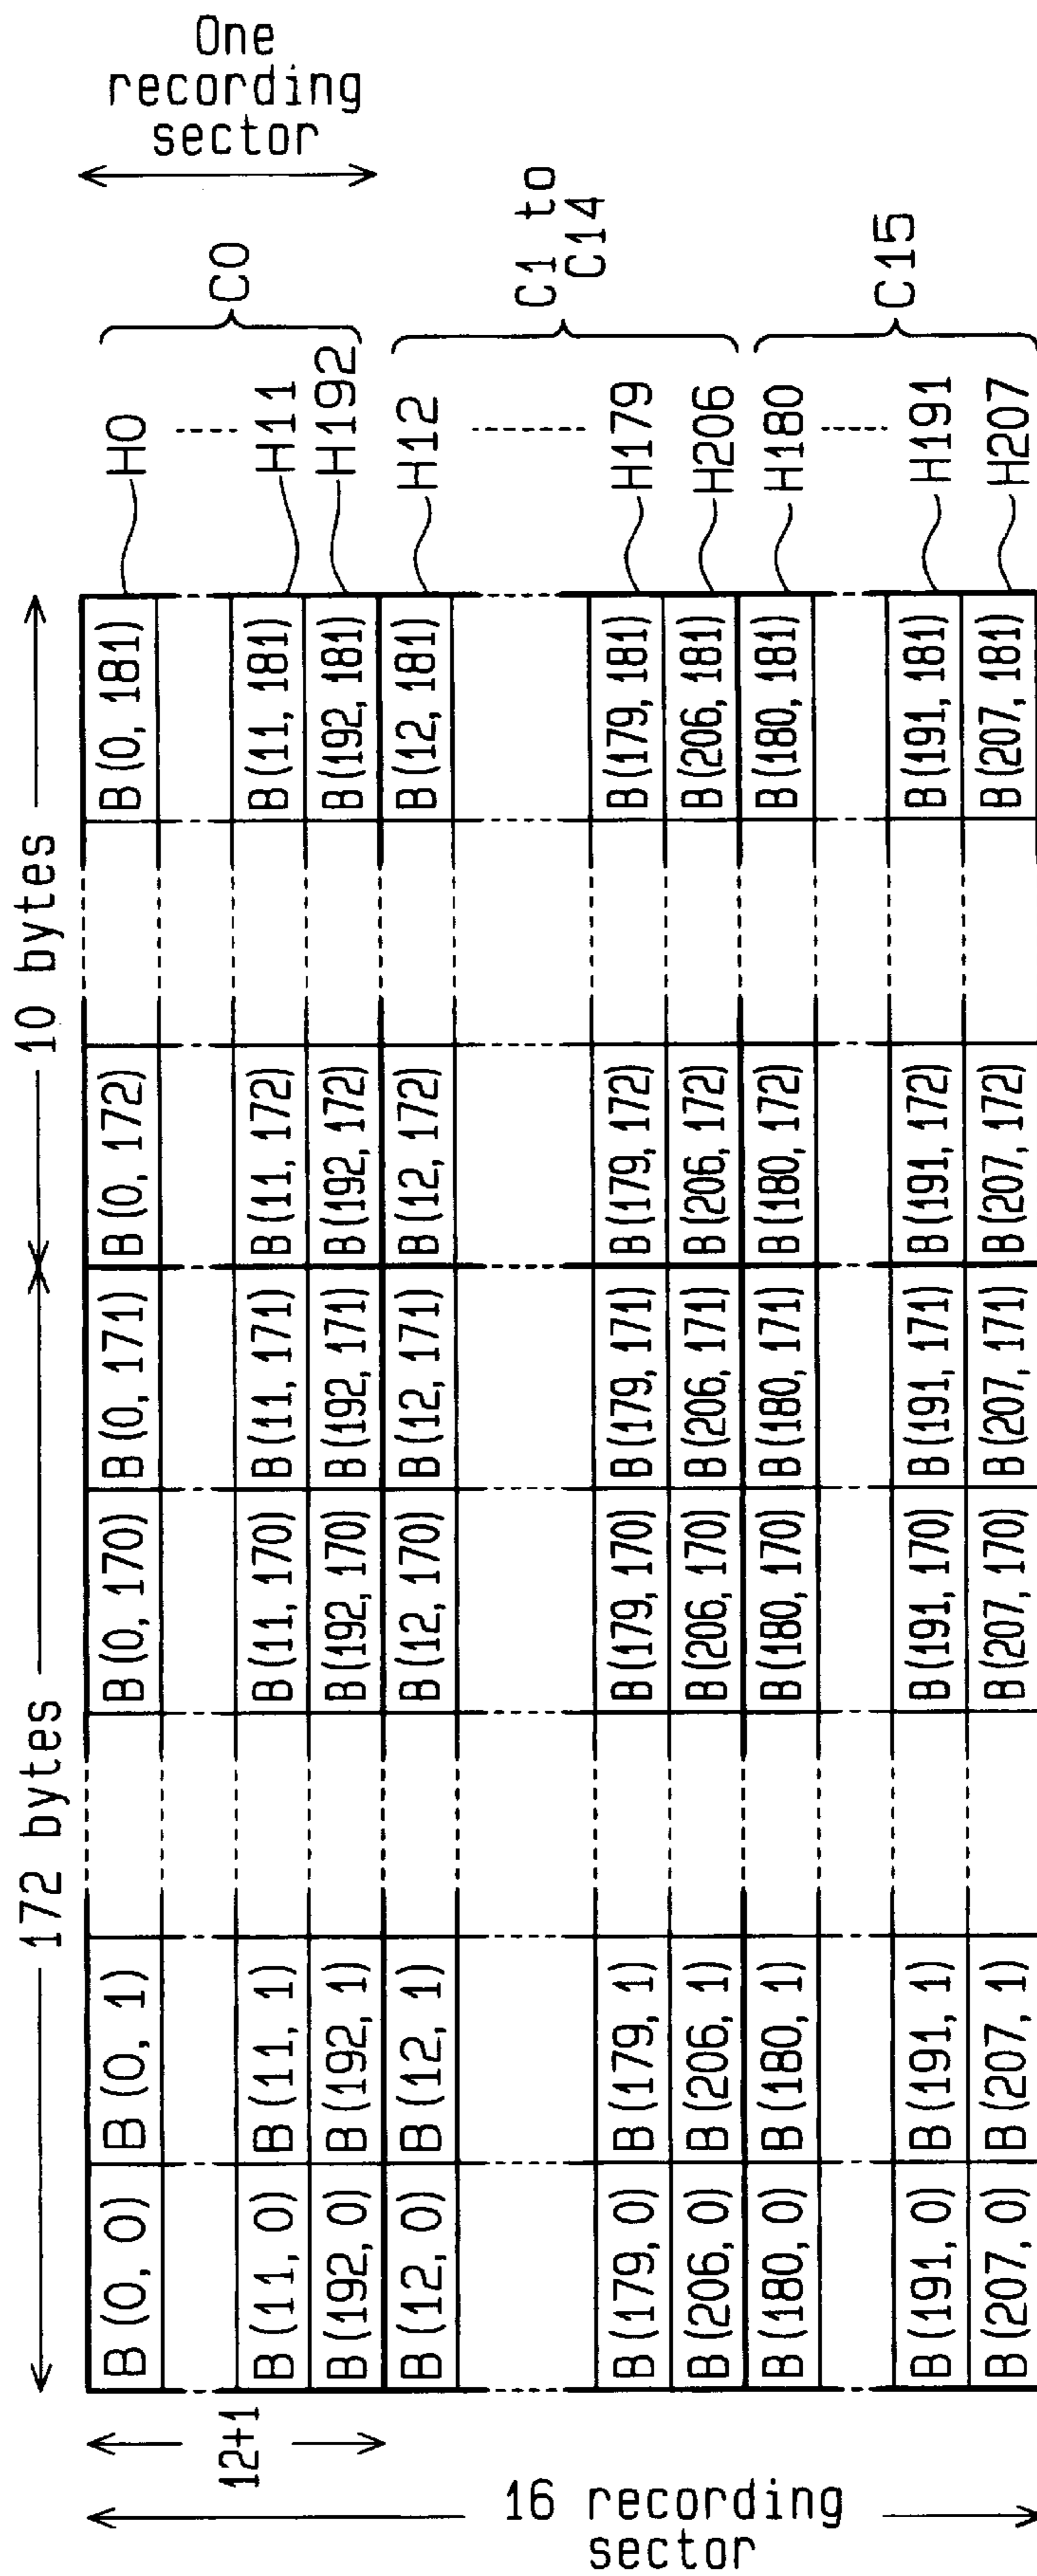 172 bytes 10 bytes
One
recording
sector
12+1
16 recording
sector
B (0, 0) B (0, 1) B (0, 170) B (0, 171) B (0, 172) B (0, 181) H0
B (11, 0) B (11, 1) B (11, 170) B (11, 171) B (11, 172) B (11, 181) H11
B (192, 0) B (192, 1) B (192, 170) B (192, 171) B (192, 172) B (192, 181) H192
C0
B (12, 0) B (12, 1) B (12, 170) B (12, 171) B (12, 172) B (12, 181) H12
B (179, 0) B (179, 1) B (179, 170) B (179, 171) B (179, 172) B (179, 181) H179
B (206, 0) B (206, 1) B (206, 170) B (206, 171) B (206, 172) B (206, 181) H206
C1 to
C14
B (180, 0) B (180, 1) B (180, 170) B (180, 171) B (180, 172) B (180, 181) H180
B (191, 0) B (191, 1) B (191, 170) B (191, 171) B (191, 172) B (191, 181) H191
B (207, 0) B (207, 1) B (207, 170) B (207, 171) B (207, 172) B (207, 181) H207
C15